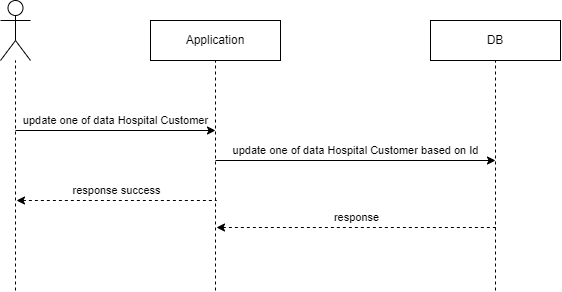 Application
DB
update one of data Hospital Customer
update one of data Hospital Customer based on Id
response success
response